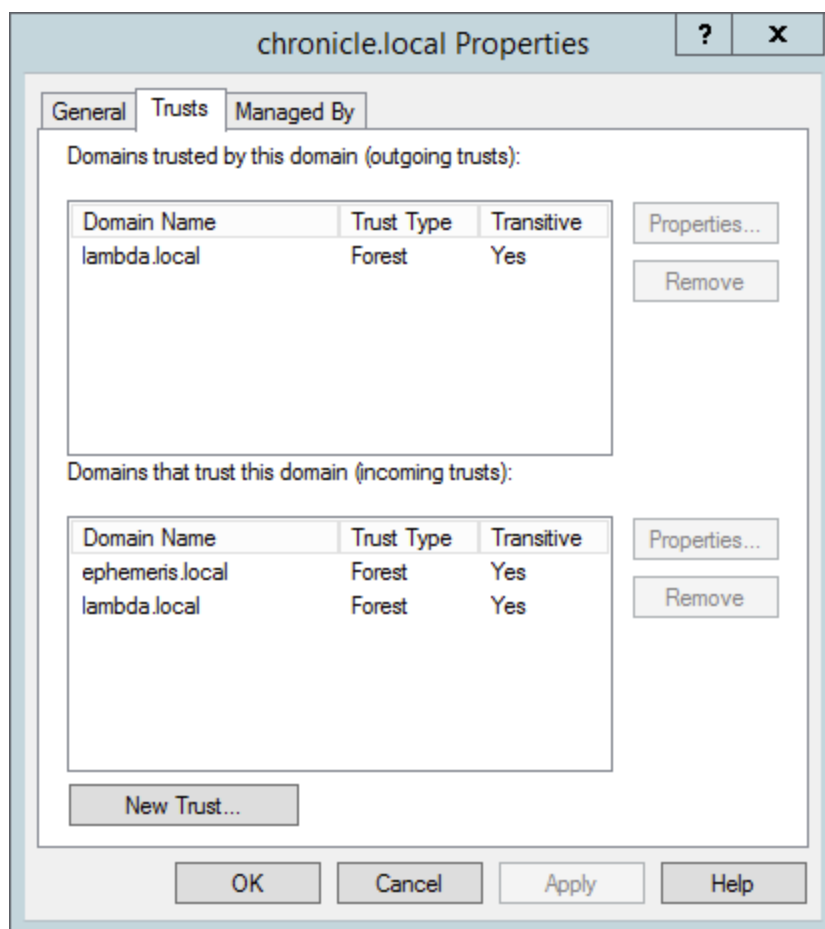 chronicle.local Properties
? x
General Trusts Managed By
Domains trusted by this domain (outgoing trusts):
Domain Name Trust Type Transitive
lambda.local Forest Yes
Properties...
Remove
Domains that trust this domain (incoming trusts):
Domain Name Trust Type Transitive
ephemeris.local Forest Yes
lambda.local Forest Yes
Properties...
Remove
New Trust...
OK Cancel Apply Help